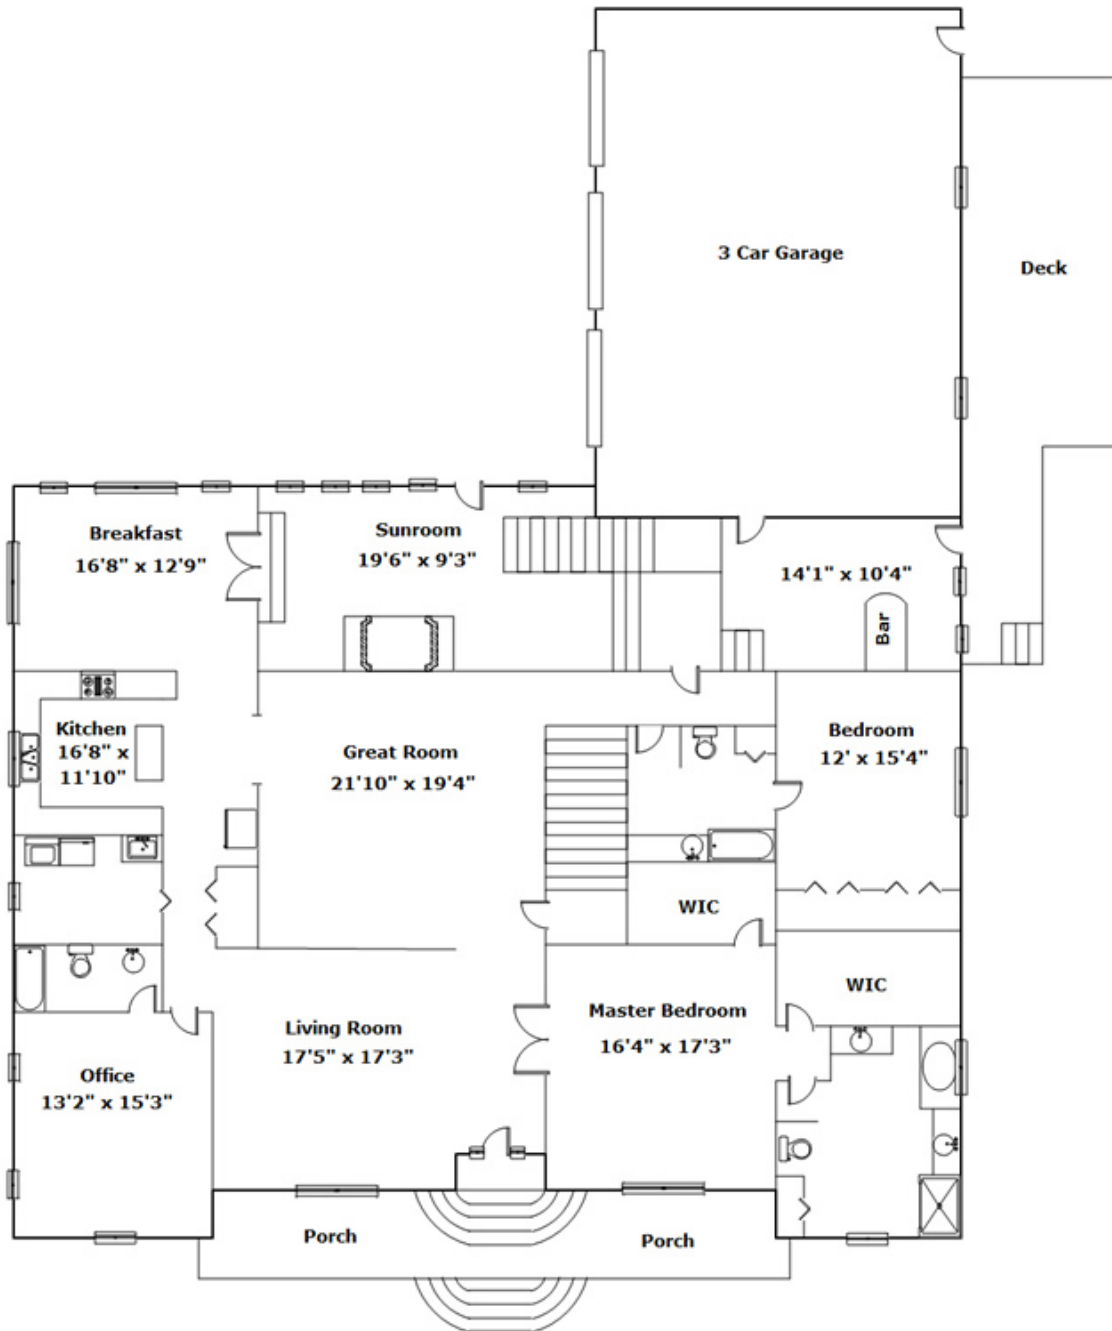 3 Car Garage
Deck
Breakfast
16'8" x 12'9"
Sunroom
19'6" x 9'3"
14'1" x 10'4"
Bar
Kitchen
16'8" x
11'10"
Great Room
21'10" x 19'4"
Bedroom
12' x 15'4"
WIC
WIC
Master Bedroom
16'4" x 17'3"
Living Room
17'5" x 17'3"
Office
13'2" x 15'3"
Porch
Porch